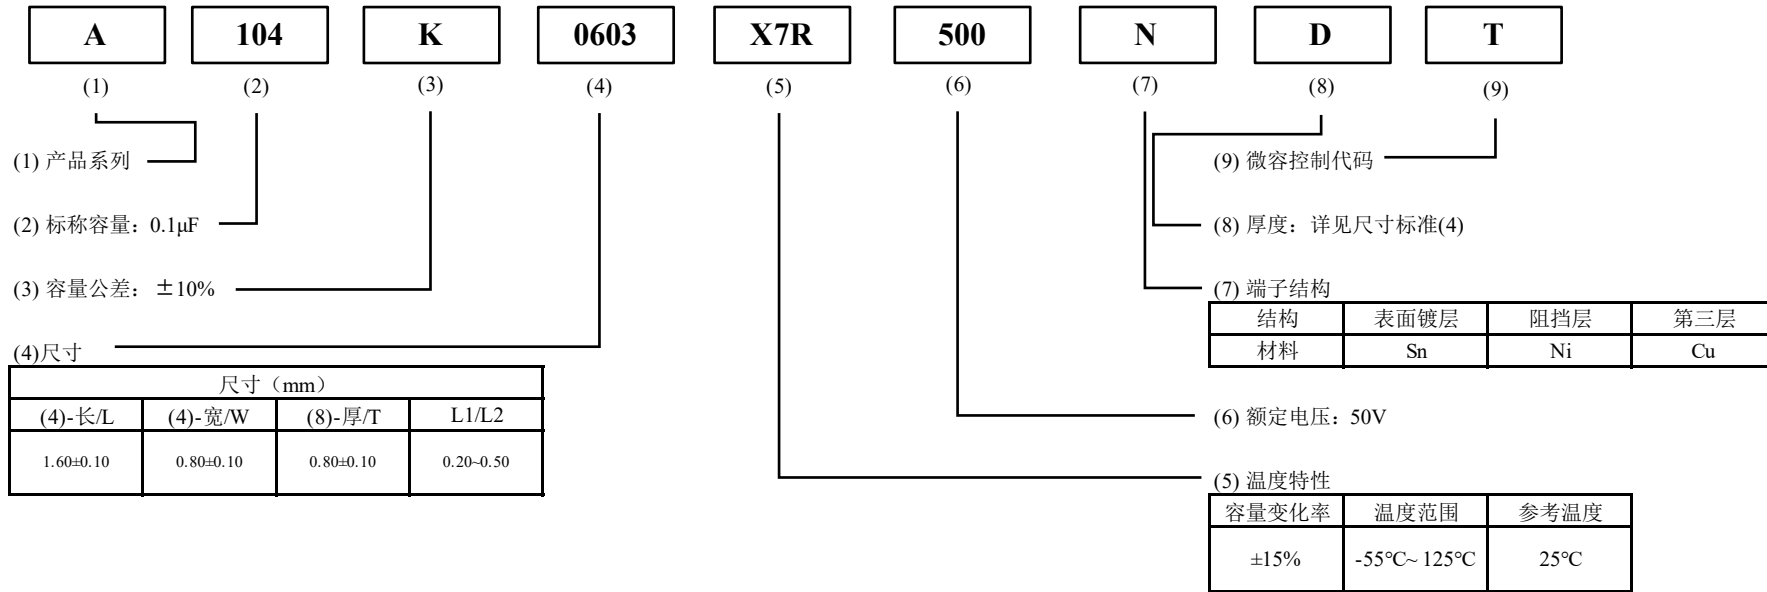 A 104 K 0603 X7R 500 N D T
(1) (2) (3) (4) (5) (6) (7) (8) (9)
(1) 产品系列
(2) 标称容量：0.1μF
(3) 容量公差：±10%
(4)尺寸
尺寸（mm）
(4)-长/L (4)-宽/W (8)-厚/T L1/L2
1.60±0.10 0.80±0.10 0.80±0.10 0.20~0.50
(9) 微容控制代码
(8) 厚度：详见尺寸标准(4)
(7) 端子结构
结构 表面镀层 阻挡层 第三层
材料 Sn Ni Cu
(6) 额定电压：50V
(5) 温度特性
容量变化率 温度范围 参考温度
±15% -55℃~ 125℃ 25℃